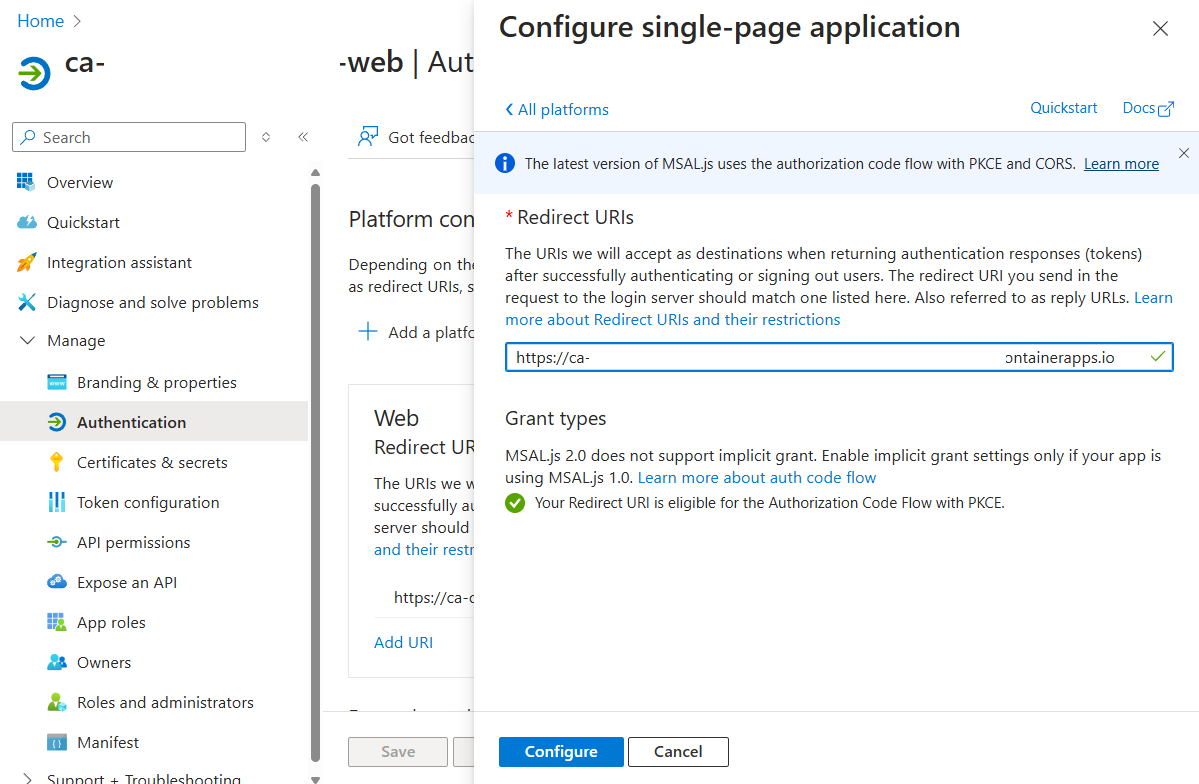 Home
ca-
-web | Aut
Search
Got feedbac
Overview
Quickstart
Integration assistant
Diagnose and solve problems
Manage
Branding & properties
Authentication
Certificates & secrets
Token configuration
API permissions
Expose an API
App roles
Owners
Roles and administrators
Manifest
Support + Troubleshooting
Platform con
Depending on the
as redirect URIs, s
Add a platfo
Web
Redirect UR
The URIs we w
successfully au
server should
and their restr
https://ca-c
Add URI
Save
Configure single-page application
All platforms
Quickstart
Docs
The latest version of MSAL.js uses the authorization code flow with PKCE and CORS. Learn more
* Redirect URIs
The URIs we will accept as destinations when returning authentication responses (tokens)
after successfully authenticating or signing out users. The redirect URI you send in the
request to the login server should match one listed here. Also referred to as reply URLs. Learn
more about Redirect URIs and their restrictions
https://ca- ontainerapps.io
Grant types
MSAL.js 2.0 does not support implicit grant. Enable implicit grant settings only if your app is
using MSAL.js 1.0. Learn more about auth code flow
Your Redirect URI is eligible for the Authorization Code Flow with PKCE.
Configure
Cancel